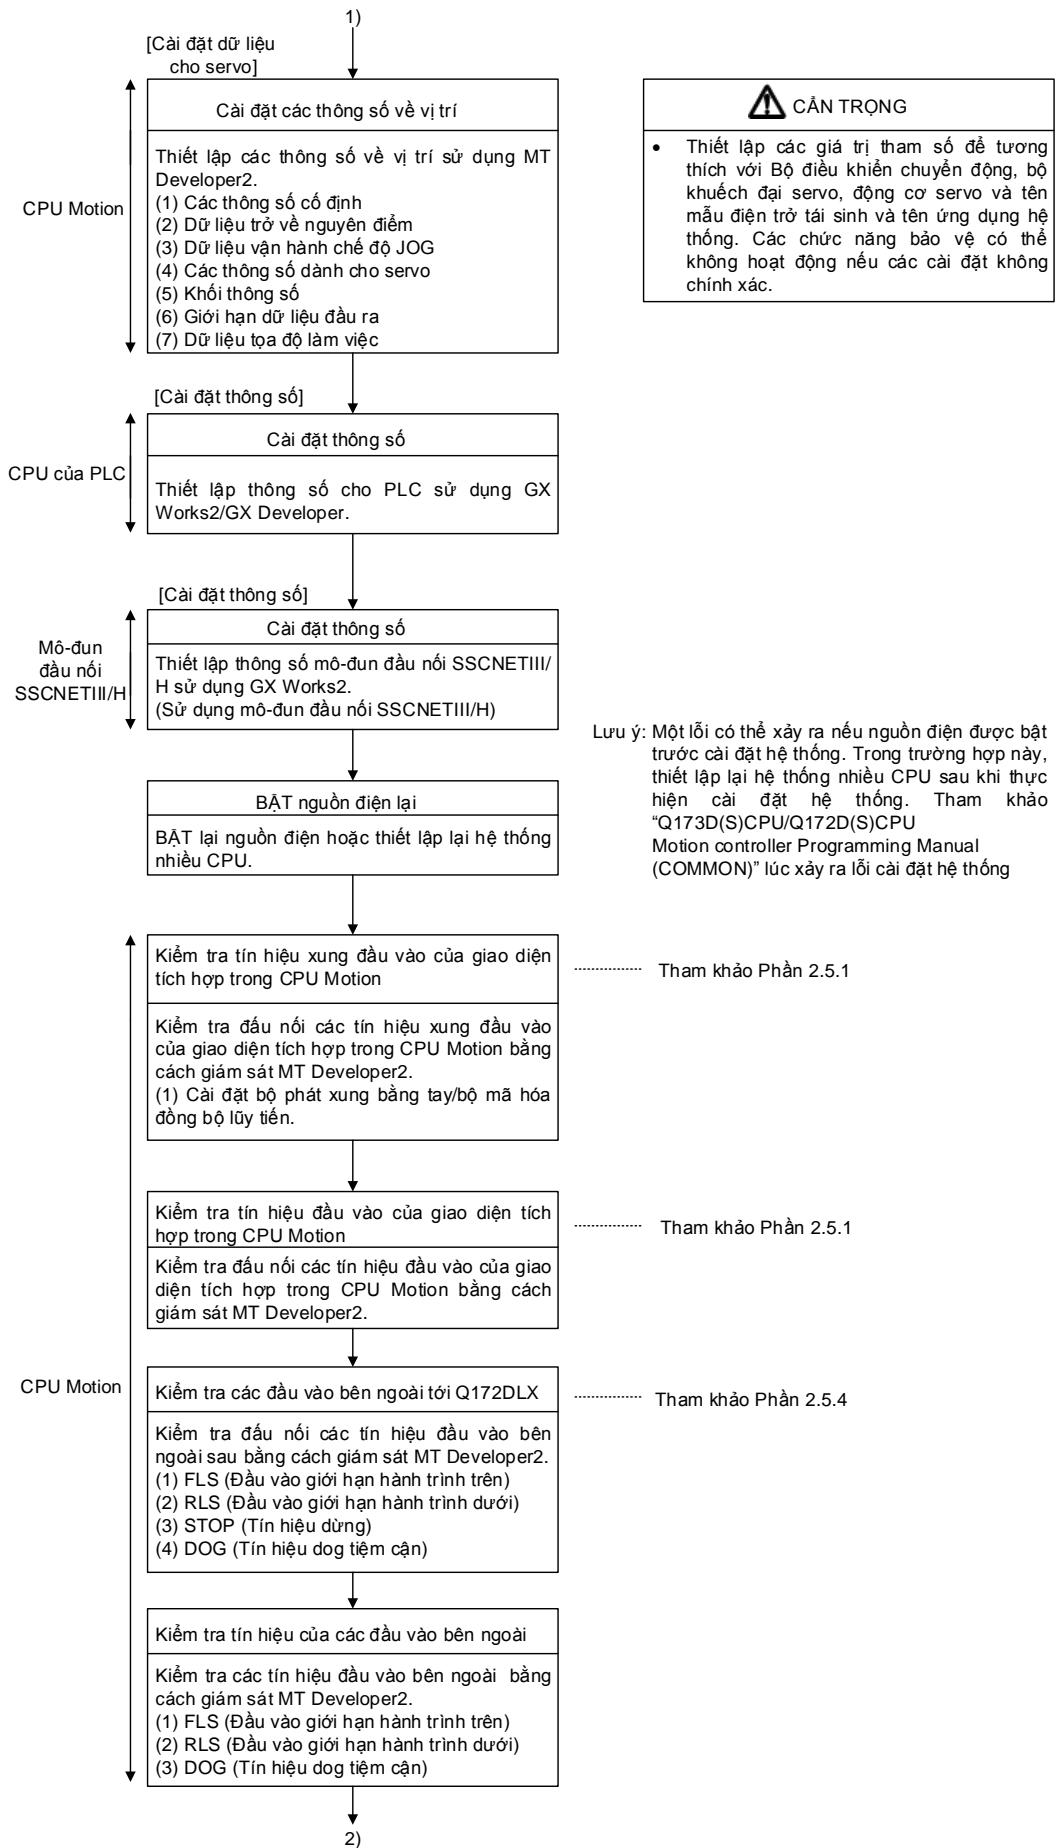 1)
[Cài đặt dữ liệu
cho servo]
CPU Motion
Cài đặt các thông số về vị trí
Thiết lập các thông số về vị trí sử dụng MT
Developer2.
(1) Các thông số cố định
(2) Dữ liệu trở về nguyên điểm
(3) Dữ liệu vận hành chế độ JOG
(4) Các thông số dành cho servo
(5) Khối thông số
(6) Giới hạn dữ liệu đầu ra
(7) Dữ liệu tọa độ làm việc
CẨN TRỌNG
• Thiết lập các giá trị tham số để tương
thích với Bộ điều khiển chuyển động, bộ
khuếch đại servo, động cơ servo và tên
mẫu điện trở tái sinh và tên ứng dụng hệ
thống. Các chức năng bảo vệ có thể
không hoạt động nếu các cài đặt không
chính xác.
[Cài đặt thông số]
CPU của PLC
Cài đặt thông số
Thiết lập thông số cho PLC sử dụng GX
Works2/GX Developer.
[Cài đặt thông số]
Mô-đun
đầu nối
SSCNETIII/H
Cài đặt thông số
Thiết lập thông số mô-đun đầu nối SSCNETIII/
H sử dụng GX Works2.
(Sử dụng mô-đun đầu nối SSCNETIII/H)
Lưu ý: Một lỗi có thể xảy ra nếu nguồn điện được bật
trước cài đặt hệ thống. Trong trường hợp này,
thiết lập lại hệ thống nhiều CPU sau khi thực
hiện cài đặt hệ thống. Tham khảo
“Q173D(S)CPU/Q172D(S)CPU
Motion controller Programming Manual
(COMMON)” lúc xảy ra lỗi cài đặt hệ thống
BẬT nguồn điện lại
BẬT lại nguồn điện hoặc thiết lập lại hệ thống
nhiều CPU.
CPU Motion
Kiểm tra tín hiệu xung đầu vào của giao diện
tích hợp trong CPU Motion
Tham khảo Phần 2.5.1
Kiểm tra đấu nối các tín hiệu xung đầu vào
của giao diện tích hợp trong CPU Motion bằng
cách giám sát MT Developer2.
(1) Cài đặt bộ phát xung bằng tay/bộ mã hóa
đồng bộ lũy tiến.
Kiểm tra tín hiệu đầu vào của giao diện tích
hợp trong CPU Motion
Tham khảo Phần 2.5.1
Kiểm tra đấu nối các tín hiệu đầu vào của giao
diện tích hợp trong CPU Motion bằng cách
giám sát MT Developer2.
Kiểm tra các đầu vào bên ngoài tới Q172DLX
Tham khảo Phần 2.5.4
Kiểm tra đấu nối các tín hiệu đầu vào bên
ngoài sau bằng cách giám sát MT Developer2.
(1) FLS (Đầu vào giới hạn hành trình trên)
(2) RLS (Đầu vào giới hạn hành trình dưới)
(3) STOP (Tín hiệu dừng)
(4) DOG (Tín hiệu dog tiệm cận)
Kiểm tra tín hiệu của các đầu vào bên ngoài
Kiểm tra các tín hiệu đầu vào bên ngoài bằng
cách giám sát MT Developer2.
(1) FLS (Đầu vào giới hạn hành trình trên)
(2) RLS (Đầu vào giới hạn hành trình dưới)
(3) DOG (Tín hiệu dog tiệm cận)
2)